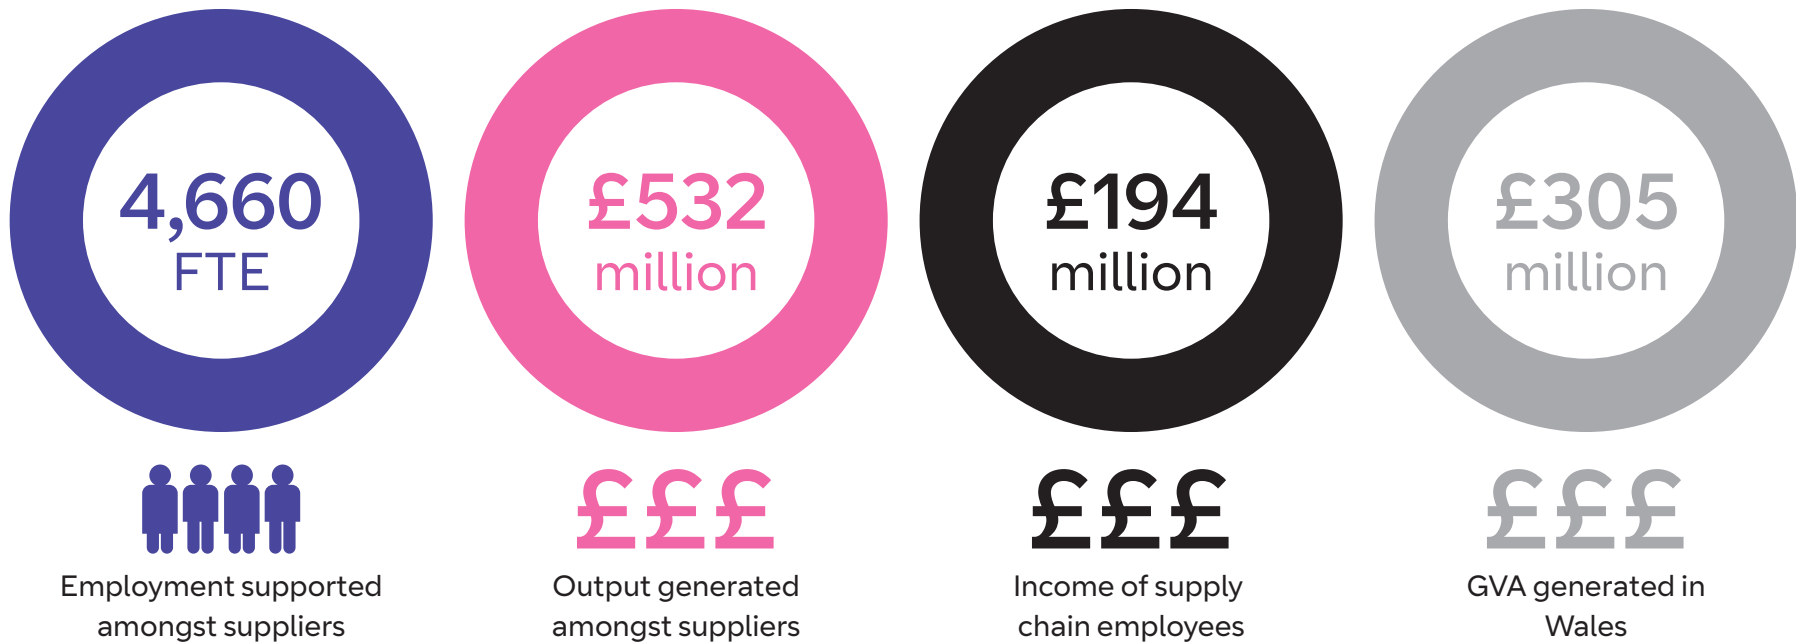 4,660
FTE
£532
million
£194
million
£305
million
£££
£££
£££
Employment supported
amongst suppliers
Output generated
amongst suppliers
Income of supply
chain employees
GVA generated in
Wales